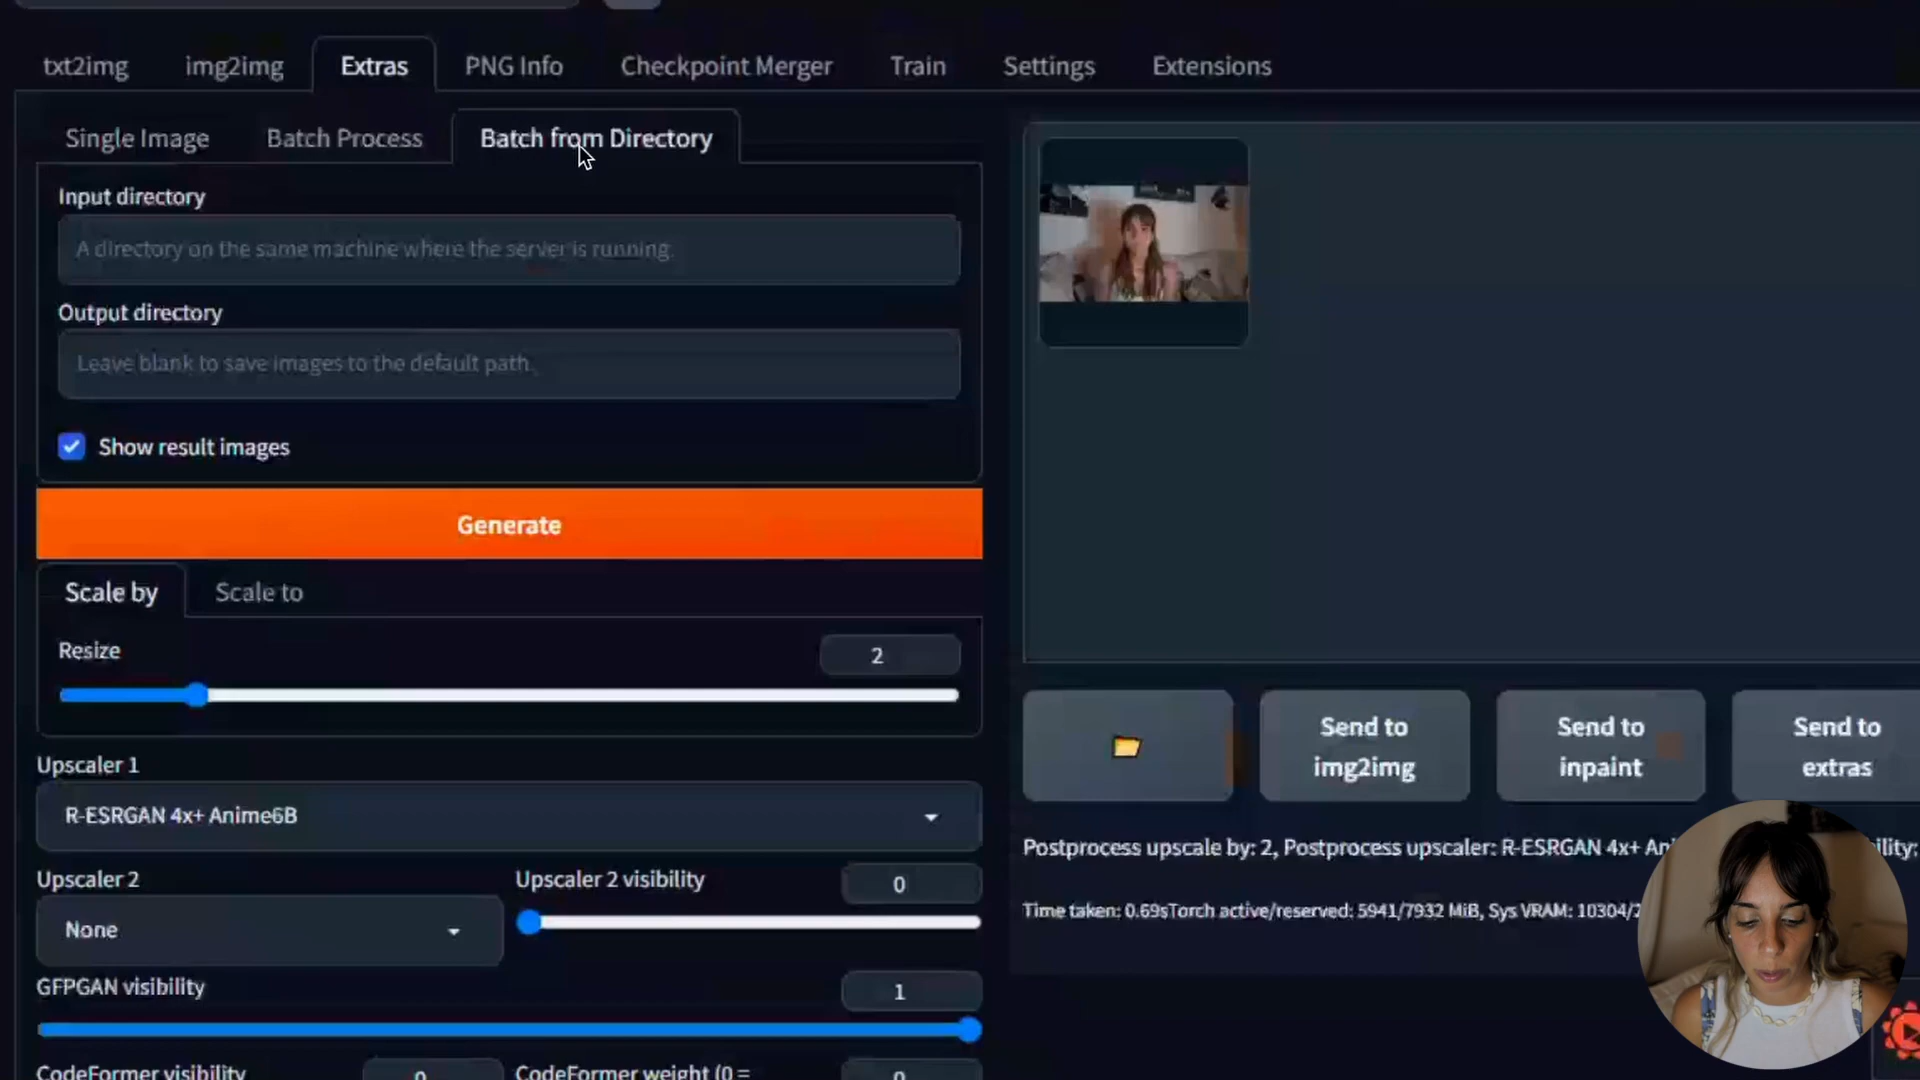 txt2img img2img Extras PNG Info Checkpoint Merger Train Settings Extensions
Single Image Batch Process Batch from Directory
Input directory
A directory on the same machine where the server is running.
Output directory
Leave blank to save images to the default path.
Show result images
Generate
Scale by Scale to
Resize 2
Upscaler 1
R-ESRGAN 4x+ Anime6B
Upscaler 2 Upscaler 2 visibility 0
None
GFPGAN visibility 1
CodeFormer visibility 0 CodeFormer weight (0 = 0
Send to
img2img
Send to
inpaint
Send to
extras
Postprocess upscale by: 2, Postprocess upscaler: R-ESRGAN 4x+
Time taken: 0.69sTorch active/reserved: 5941/7932 MiB, Sys VRAM: 10304/